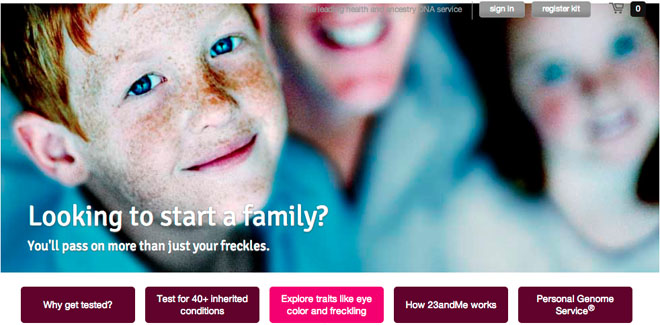 leading health and ancestry DNA service
sign in
register kit
0
Looking to start a family?
You'll pass on more than just your freckles.
Why get tested?
Test for 40+ inherited
conditions
Explore traits like eye
color and freckling
How 23andMe works
Personal Genome
Service®